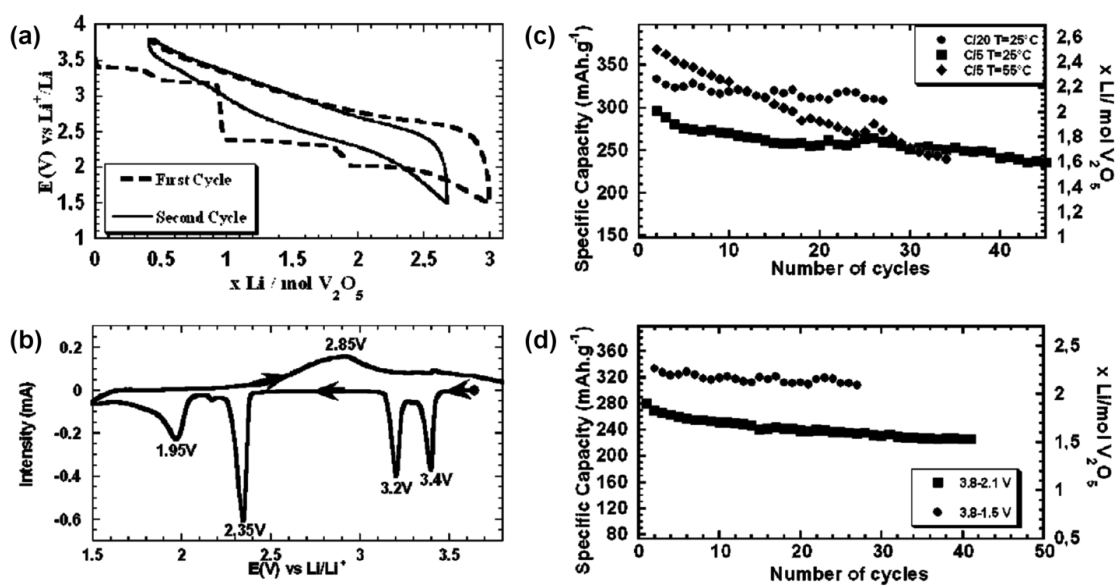 (a)
E(V) vs Li⁺/Li
4
3.5
3
2.5
2
1.5
1
First Cycle
Second Cycle
0
0,5
1
1,5
2
2,5
3
x Li / mol V₂O₅
(b)
Intensity (mA)
0.2
0
-0.2
-0.4
-0.6
2.85V
1.95V
2,35V
3.2V
3.4V
1.5
2
2.5
3
3.5
E(V) vs Li/Li⁺
(c)
Specific Capacity (mAh.g⁻¹)
400
350
300
250
200
150
C/20 T=25°C
C/5 T=25°C
C/5 T=55°C
2,6
2,4
2,2
2
1,8
1,6
1,4
1,2
1
x Li/mol V₂O₅
0
10
20
30
40
Number of cycles
(d)
Specific Capacity (mAh.g⁻¹)
360
320
280
240
200
160
120
80
3.8-2.1 V
3.8-1.5 V
2,5
2
1,5
1
0,5
x Li/mol V₂O₅
0
10
20
30
40
50
Number of cycles